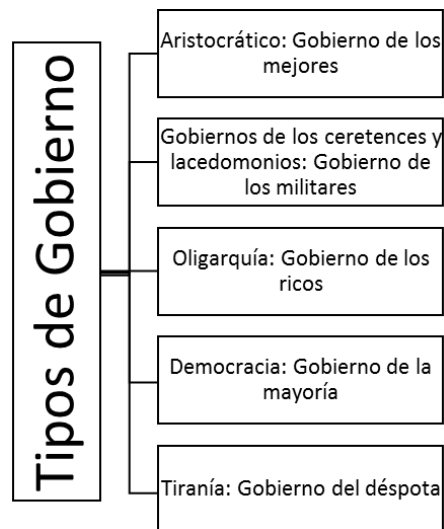 Tipos de Gobierno
Aristocrático: Gobierno de los
mejores
Gobiernos de los ceretences y
lacedomonios: Gobierno de
los militares
Oligarquía: Gobierno de los
ricos
Democracia: Gobierno de la
mayoría
Tiranía: Gobierno del déspota